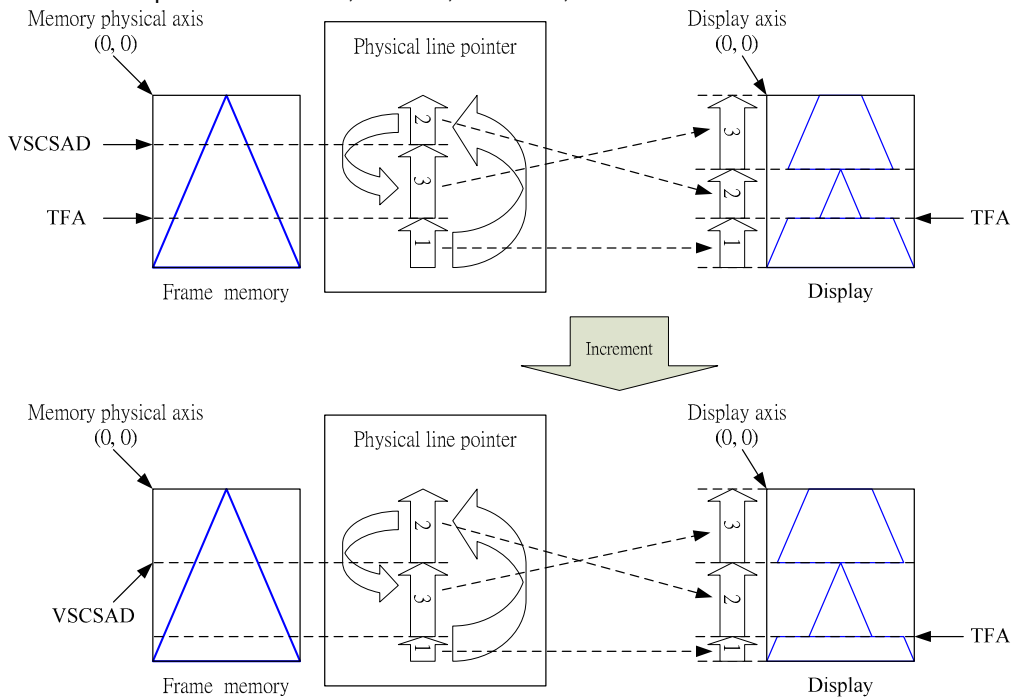 Memory physical axis
(0, 0)
Physical line pointer
Display axis
(0, 0)
VSCSAD
TFA
2
3
1
3
2
1
TFA
Frame memory
Display
Increment
Memory physical axis
(0, 0)
Physical line pointer
Display axis
(0, 0)
VSCSAD
2
3
1
3
2
1
TFA
Frame memory
Display